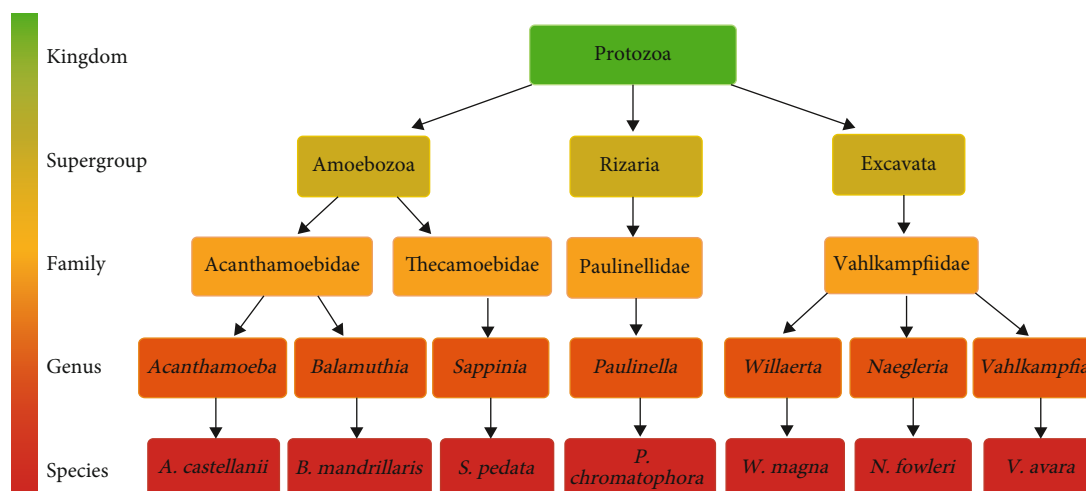 Kingdom
Protozoa
Supergroup
Amoebozoa
Rizaria
Excavata
Family
Acanthamoebidae
Thecamoebidae
Paulinellidae
Vahlkampfiidae
Genus
Acanthamoeba
Balamuthia
Sappinia
Paulinella
Willaerta
Naegleria
Vahlkampfia
Species
A. castellanii
B. mandrillaris
S. pedata
P.
chromatophora
W. magna
N. fowleri
V. avara